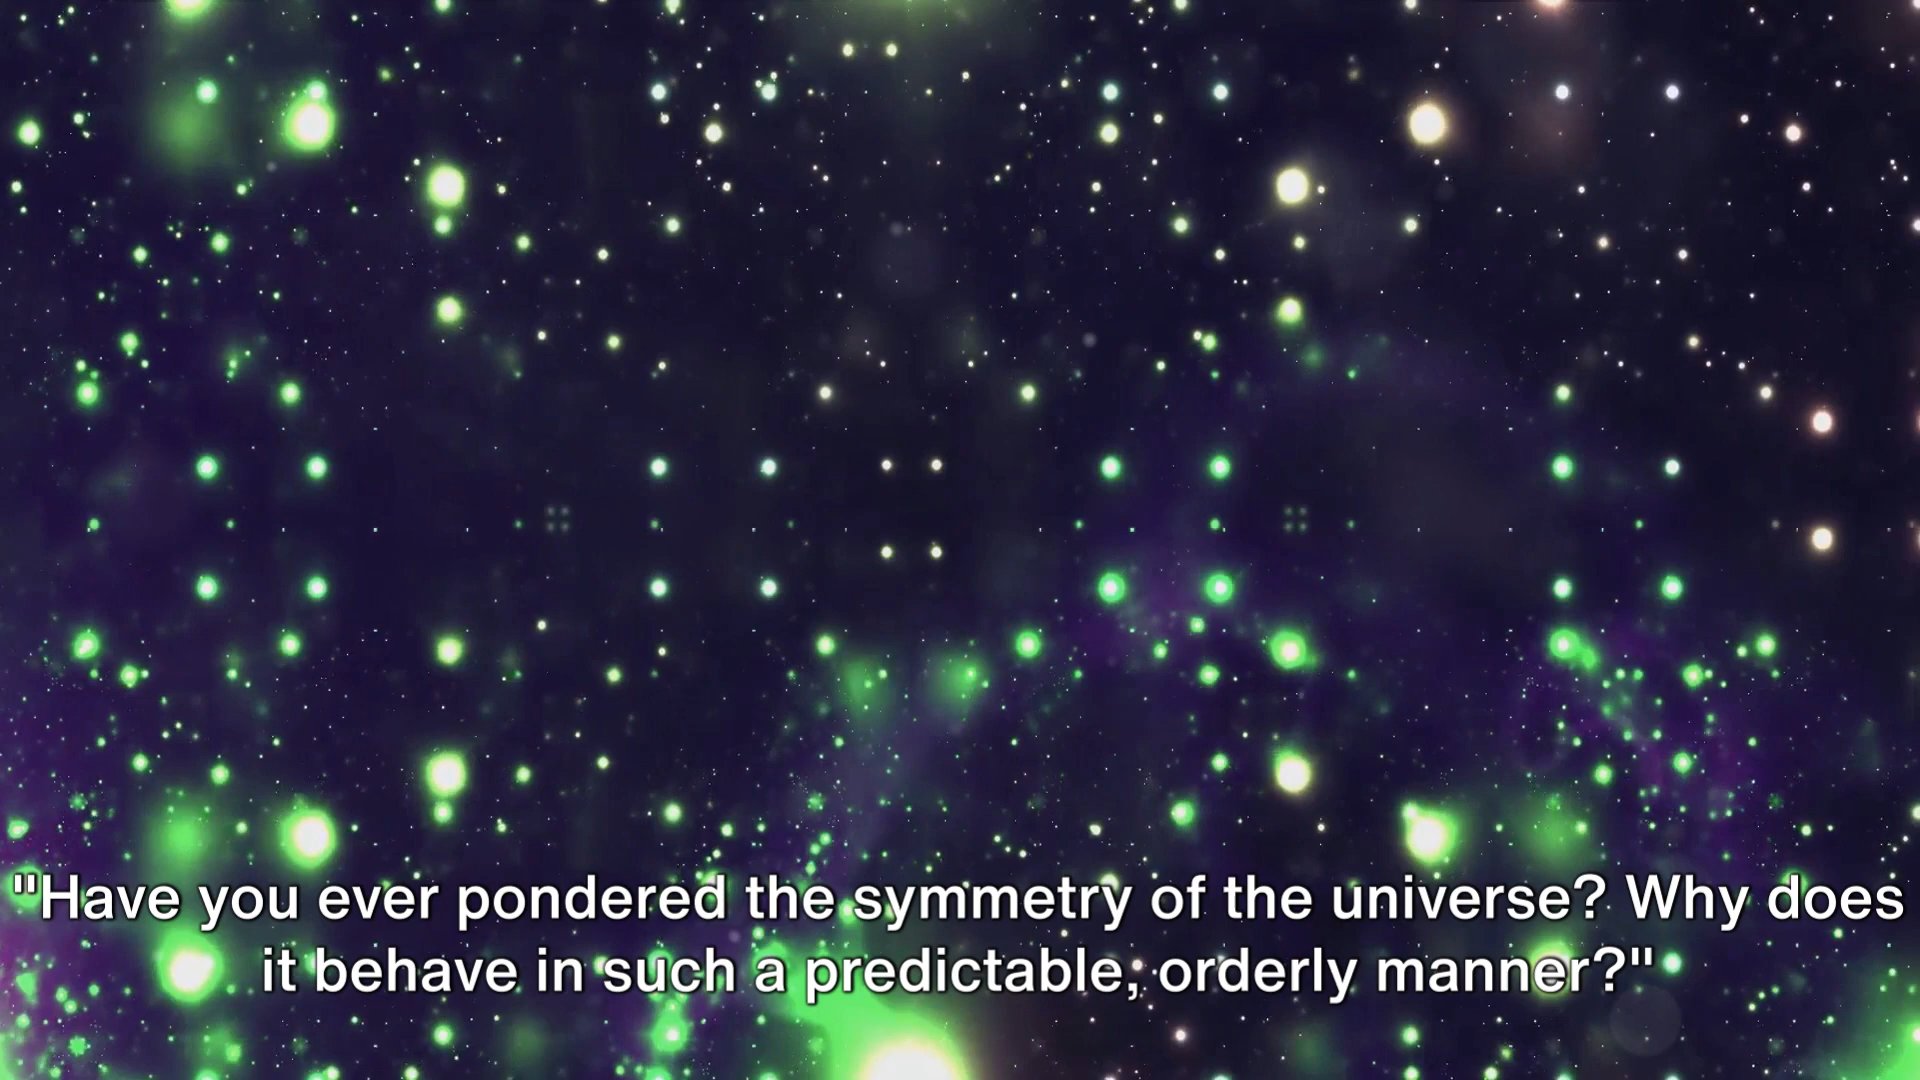 "Have you ever pondered the symmetry of the universe? Why does
it behave in such a predictable, orderly manner?"